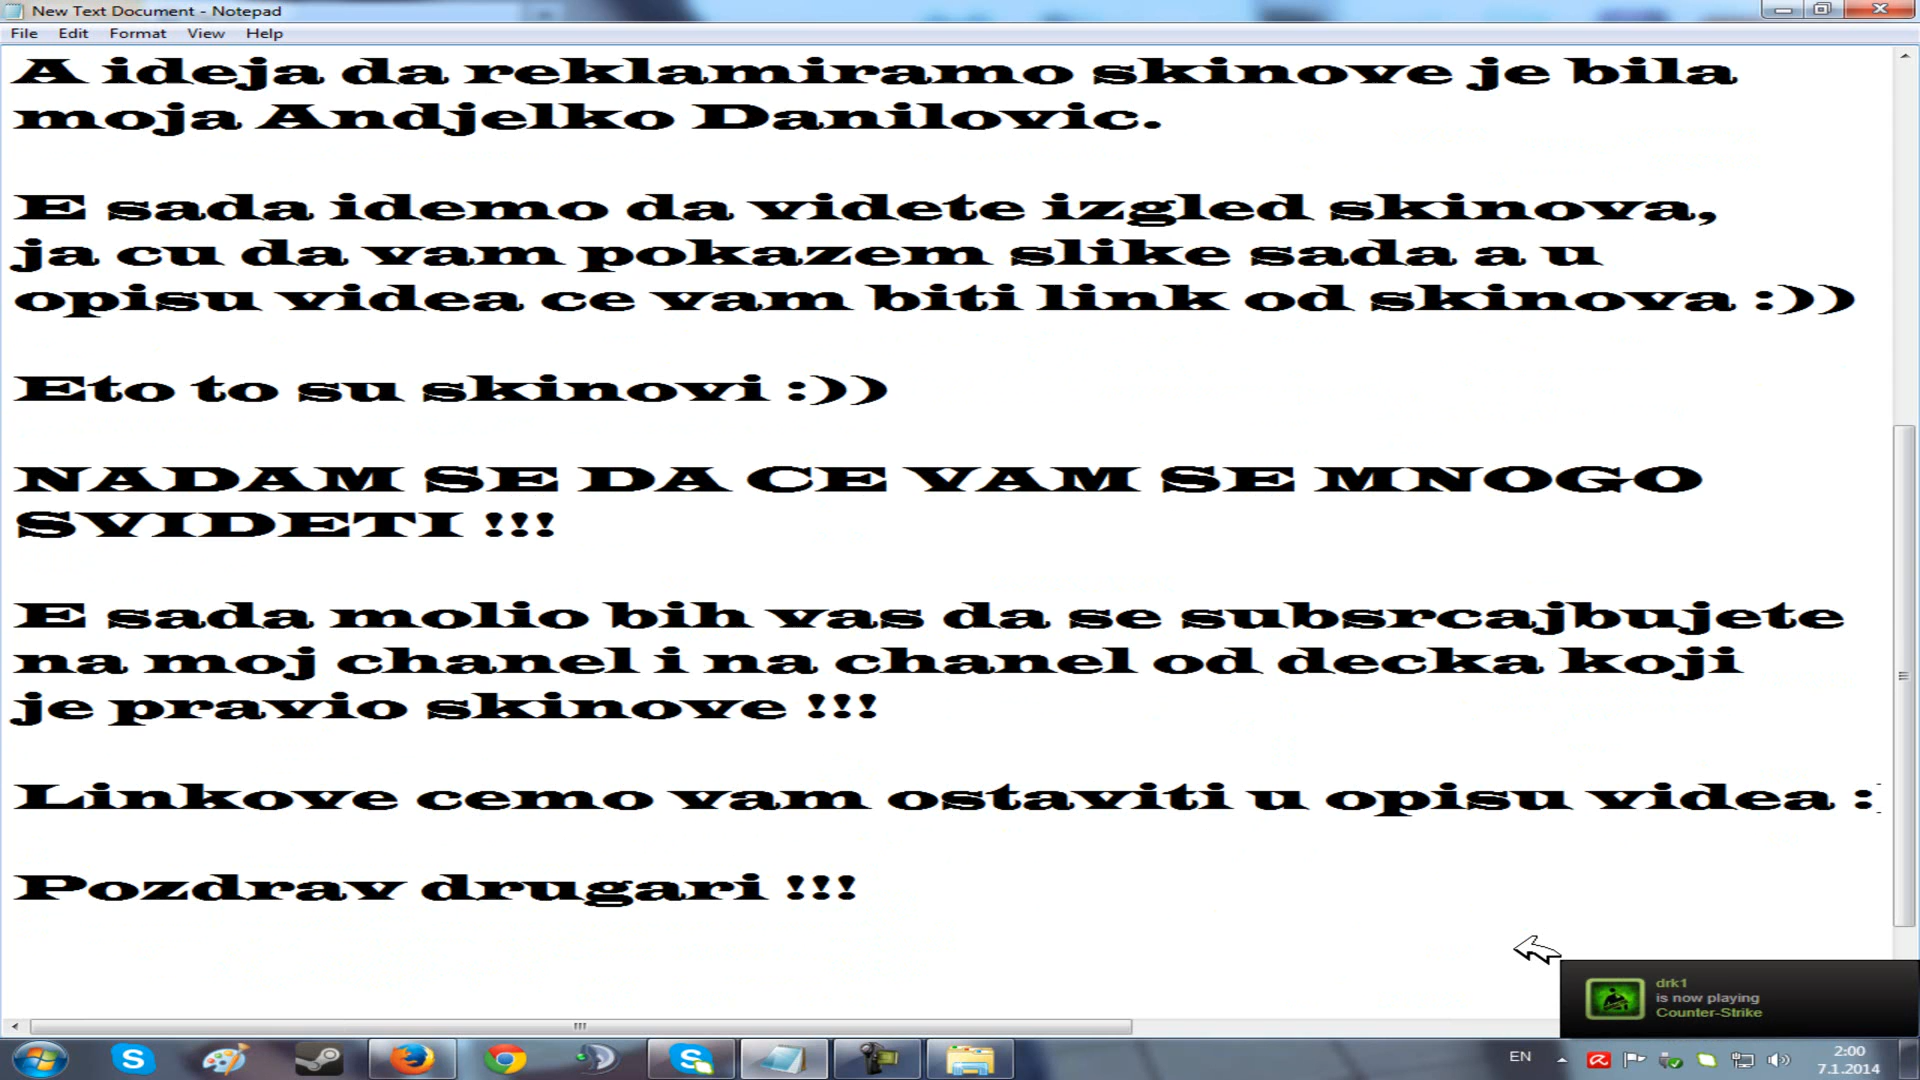 New Text Document - Notepad
File Edit Format View Help
A ideja da reklamiramo skinove je bila
moja Andjelko Danilovic.
E sada idemo da videte izgled skinova,
ja cu da vam pokazem slike sada a u
opisu videa ce vam biti link od skinova :))
Eto to su skinovi :))
NADAM SE DA CE VAM SE MNOGO
SVIDETI !!!
E sada molio bih vas da se subsrcajbujete
na moj chanel i na chanel od decka koji
je pravio skinove !!!
Linkove cemo vam ostaviti u opisu videa :
Pozdrav drugari !!!
drk1
is now playing
Counter-Strike
EN
2:00
7.1.2014